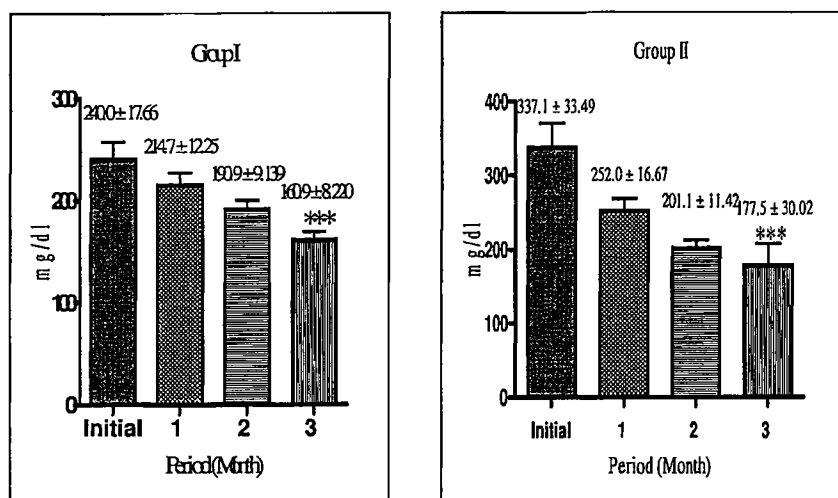 Group I
300
240.0 ± 17.66
214.7 ± 12.25
190.9 ± 9.139
160.9 ± 8.220
***
200
mg/dl
100
0
Initial 1 2 3
Period (Month)
Group II
400
337.1 ± 33.49
300
252.0 ± 16.67
201.1 ± 11.42
177.5 ± 30.02
***
mg/dl
200
100
0
Initial 1 2 3
Period (Month)